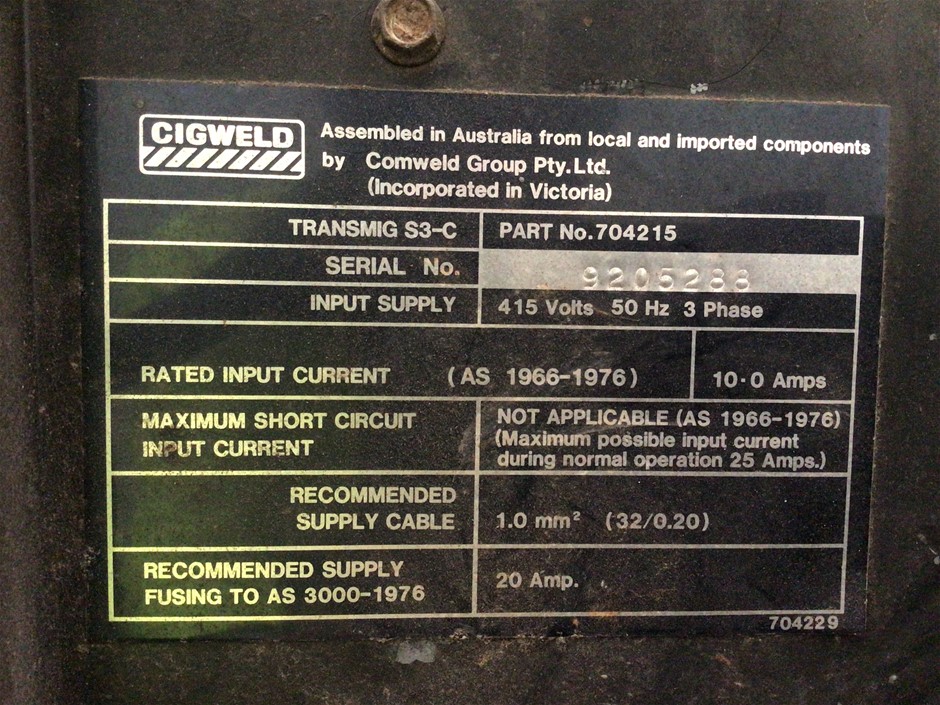 CIGWELD
Assembled in Australia from local and imported components
by Comweld Group Pty.Ltd.
(Incorporated in Victoria)
TRANSMIG S3-C PART No.704215
SERIAL No. 9205288
INPUT SUPPLY 415 Volts 50 Hz 3 Phase
RATED INPUT CURRENT (AS 1966-1976) 10·0 Amps
MAXIMUM SHORT CIRCUIT
INPUT CURRENT
NOT APPLICABLE (AS 1966-1976)
(Maximum possible input current
during normal operation 25 Amps.)
RECOMMENDED
SUPPLY CABLE
1.0 mm² (32/0.20)
RECOMMENDED SUPPLY
FUSING TO AS 3000-1976
20 Amp.
704229